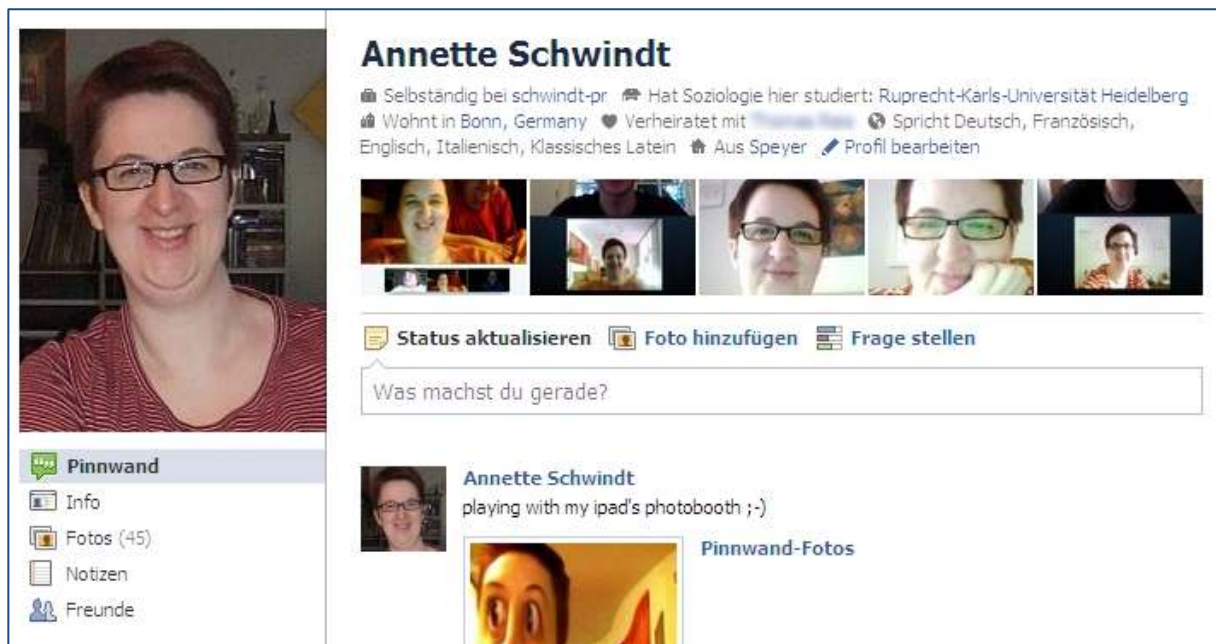 Annette Schwindt
Selbständig bei schwindt-pr Hat Soziologie hier studiert: Ruprecht-Karls-Universität Heidelberg
Wohnt in Bonn, Germany Verheiratet mit Spricht Deutsch, Französisch,
Englisch, Italienisch, Klassisches Latein Aus Speyer Profil bearbeiten
Status aktualisieren Foto hinzufügen Frage stellen
Was machst du gerade?
Pinnwand
Info
Fotos (45)
Notizen
Freunde
Annette Schwindt
playing with my ipad's photobooth ;-)
Pinnwand-Fotos